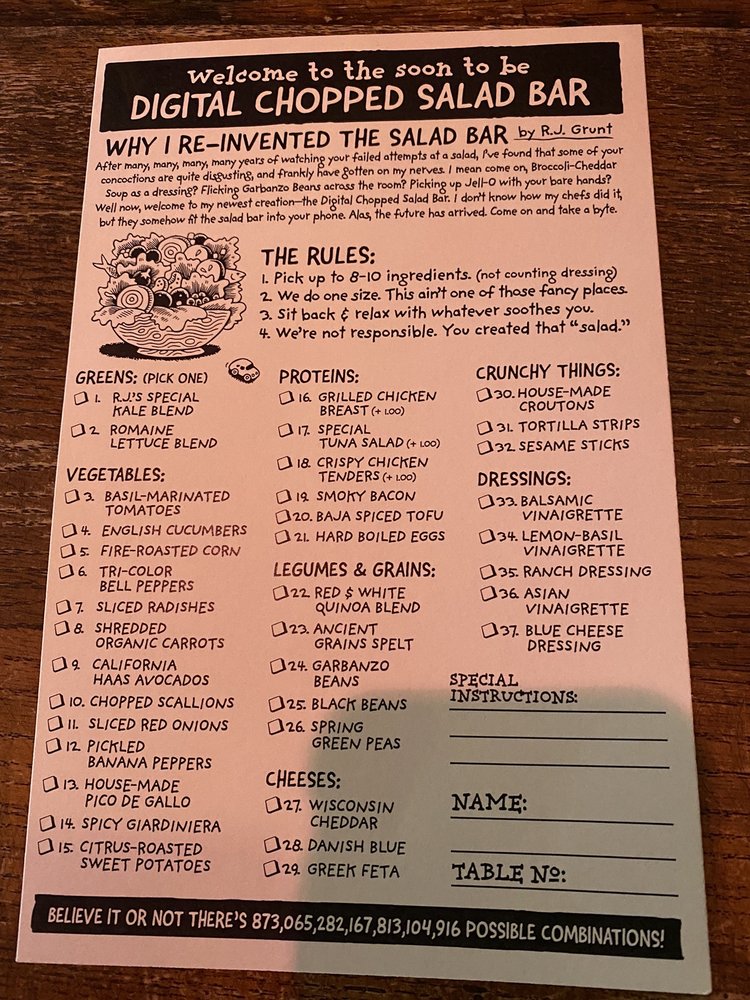 Welcome to the soon to be
DIGITAL CHOPPED SALAD BAR
WHY I RE-INVENTED THE SALAD BAR by R.J. Grunt
After many, many, many, many years of watching your failed attempts at a salad, I've found that some of your
concoctions are quite disgusting, and frankly have gotten on my nerves. I mean come on, Broccoli-Cheddar
Soup as a dressing? Flicking Garbanzo Beans across the room? Picking up Jell-O with your bare hands?
Well now, welcome to my newest creation—the Digital Chopped Salad Bar. I don't know how my chefs did it,
but they somehow fit the salad bar into your phone. Alas, the future has arrived. Come on and take a byte.
THE RULES:
1. Pick up to 8-10 ingredients. (not counting dressing)
2. We do one size. This ain't one of those fancy places.
3. Sit back & relax with whatever soothes you.
4. We're not responsible. You created that “salad.”
GREENS: (PICK ONE)
1. R.J.'S SPECIAL
KALE BLEND
2. ROMAINE
LETTUCE BLEND
VEGETABLES:
3. BASIL-MARINATED
TOMATOES
4. ENGLISH CUCUMBERS
5. FIRE-ROASTED CORN
6. TRI-COLOR
BELL PEPPERS
7. SLICED RADISHES
8. SHREDDED
ORGANIC CARROTS
9. CALIFORNIA
HAAS AVOCADOS
10. CHOPPED SCALLIONS
11. SLICED RED ONIONS
12. PICKLED
BANANA PEPPERS
13. HOUSE-MADE
PICO DE GALLO
14. SPICY GIARDINIERA
15. CITRUS-ROASTED
SWEET POTATOES
PROTEINS:
16. GRILLED CHICKEN
BREAST (+ 1.00)
17. SPECIAL
TUNA SALAD (+ 1.00)
18. CRISPY CHICKEN
TENDERS (+ 1.00)
19. SMOKY BACON
20. BAJA SPICED TOFU
21. HARD BOILED EGGS
LEGUMES & GRAINS:
22. RED & WHITE
QUINOA BLEND
23. ANCIENT
GRAINS SPELT
24. GARBANZO
BEANS
25. BLACK BEANS
26. SPRING
GREEN PEAS
CHEESES:
27. WISCONSIN
CHEDDAR
28. DANISH BLUE
29. GREEK FETA
CRUNCHY THINGS:
30. HOUSE-MADE
CROUTONS
31. TORTILLA STRIPS
32. SESAME STICKS
DRESSINGS:
33. BALSAMIC
VINAIGRETTE
34. LEMON-BASIL
VINAIGRETTE
35. RANCH DRESSING
36. ASIAN
VINAIGRETTE
37. BLUE CHEESE
DRESSING
SPECIAL
INSTRUCTIONS:
NAME:
TABLE No:
BELIEVE IT OR NOT THERE'S 873,065,282,167,813,104,916 POSSIBLE COMBINATIONS!